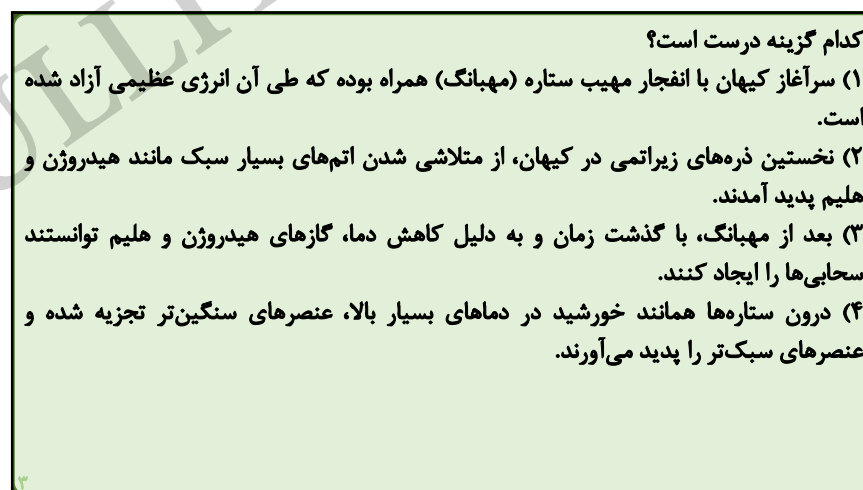 کدام گزینه درست است؟
۱) سرآغاز کیهان با انفجار مهیب ستاره (مهبانگ) همراه بوده که طی آن انرژی عظیمی آزاد شده
است.
۲) نخستین ذره‌های زیراتمی در کیهان، از متلاشی شدن اتم‌های بسیار سبک مانند هیدروژن و
هلیم پدید آمدند.
۳) بعد از مهبانگ، با گذشت زمان و به دلیل کاهش دما، گازهای هیدروژن و هلیم توانستند
سحابی‌ها را ایجاد کنند.
۴) درون ستاره‌ها همانند خورشید در دماهای بسیار بالا، عنصرهای سنگین‌تر تجزیه شده و
عنصرهای سبک‌تر را پدید می‌آورند.
۳